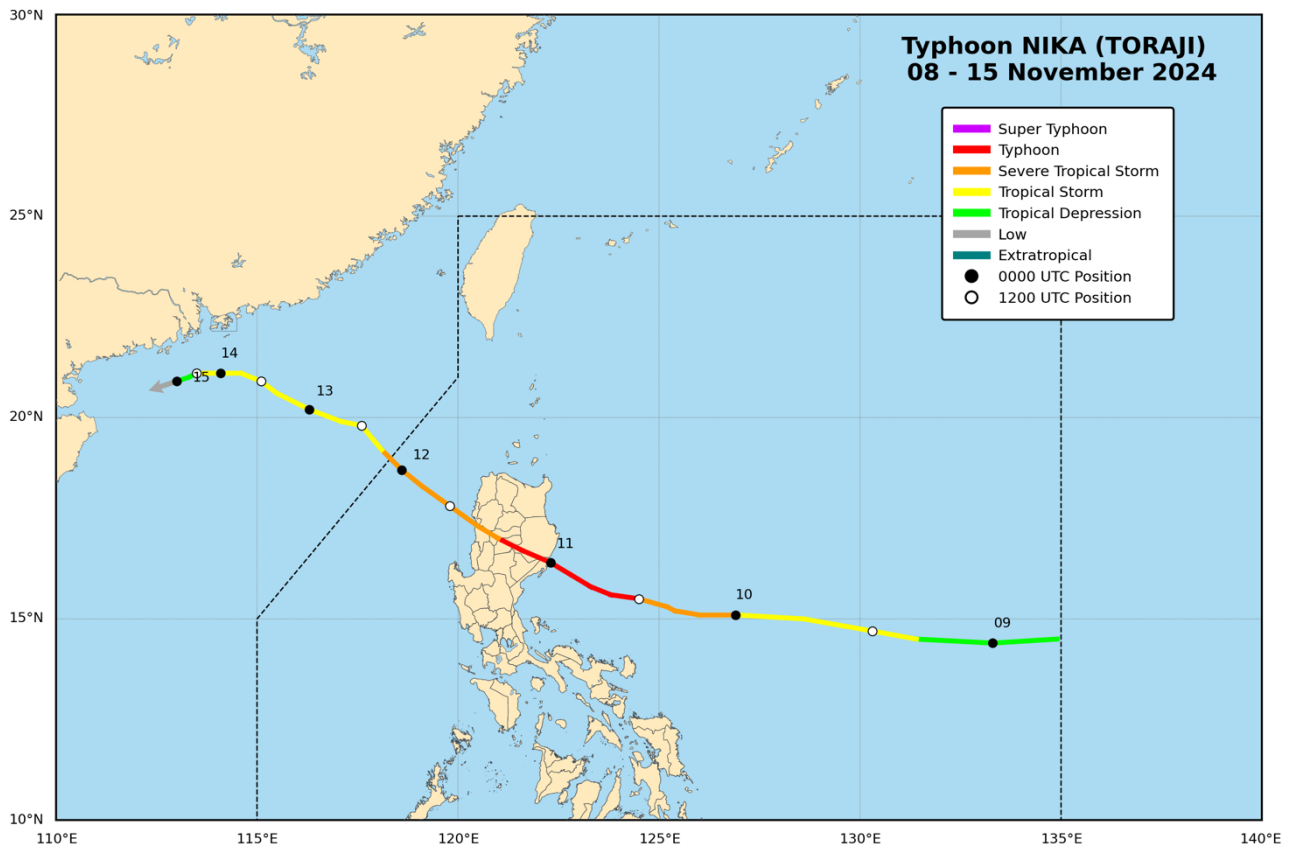 30°N
Typhoon NIKA (TORAJI)
08 - 15 November 2024
Super Typhoon
Typhoon
Severe Tropical Storm
Tropical Storm
25°N
Tropical Depression
Low
Extratropical
0000 UTC Position
1200 UTC Position
14
15
13
20°N
12
11
10
15°N
09
10°N
110°E
115°E
120°E
125°E
130°E
135°E
140°E